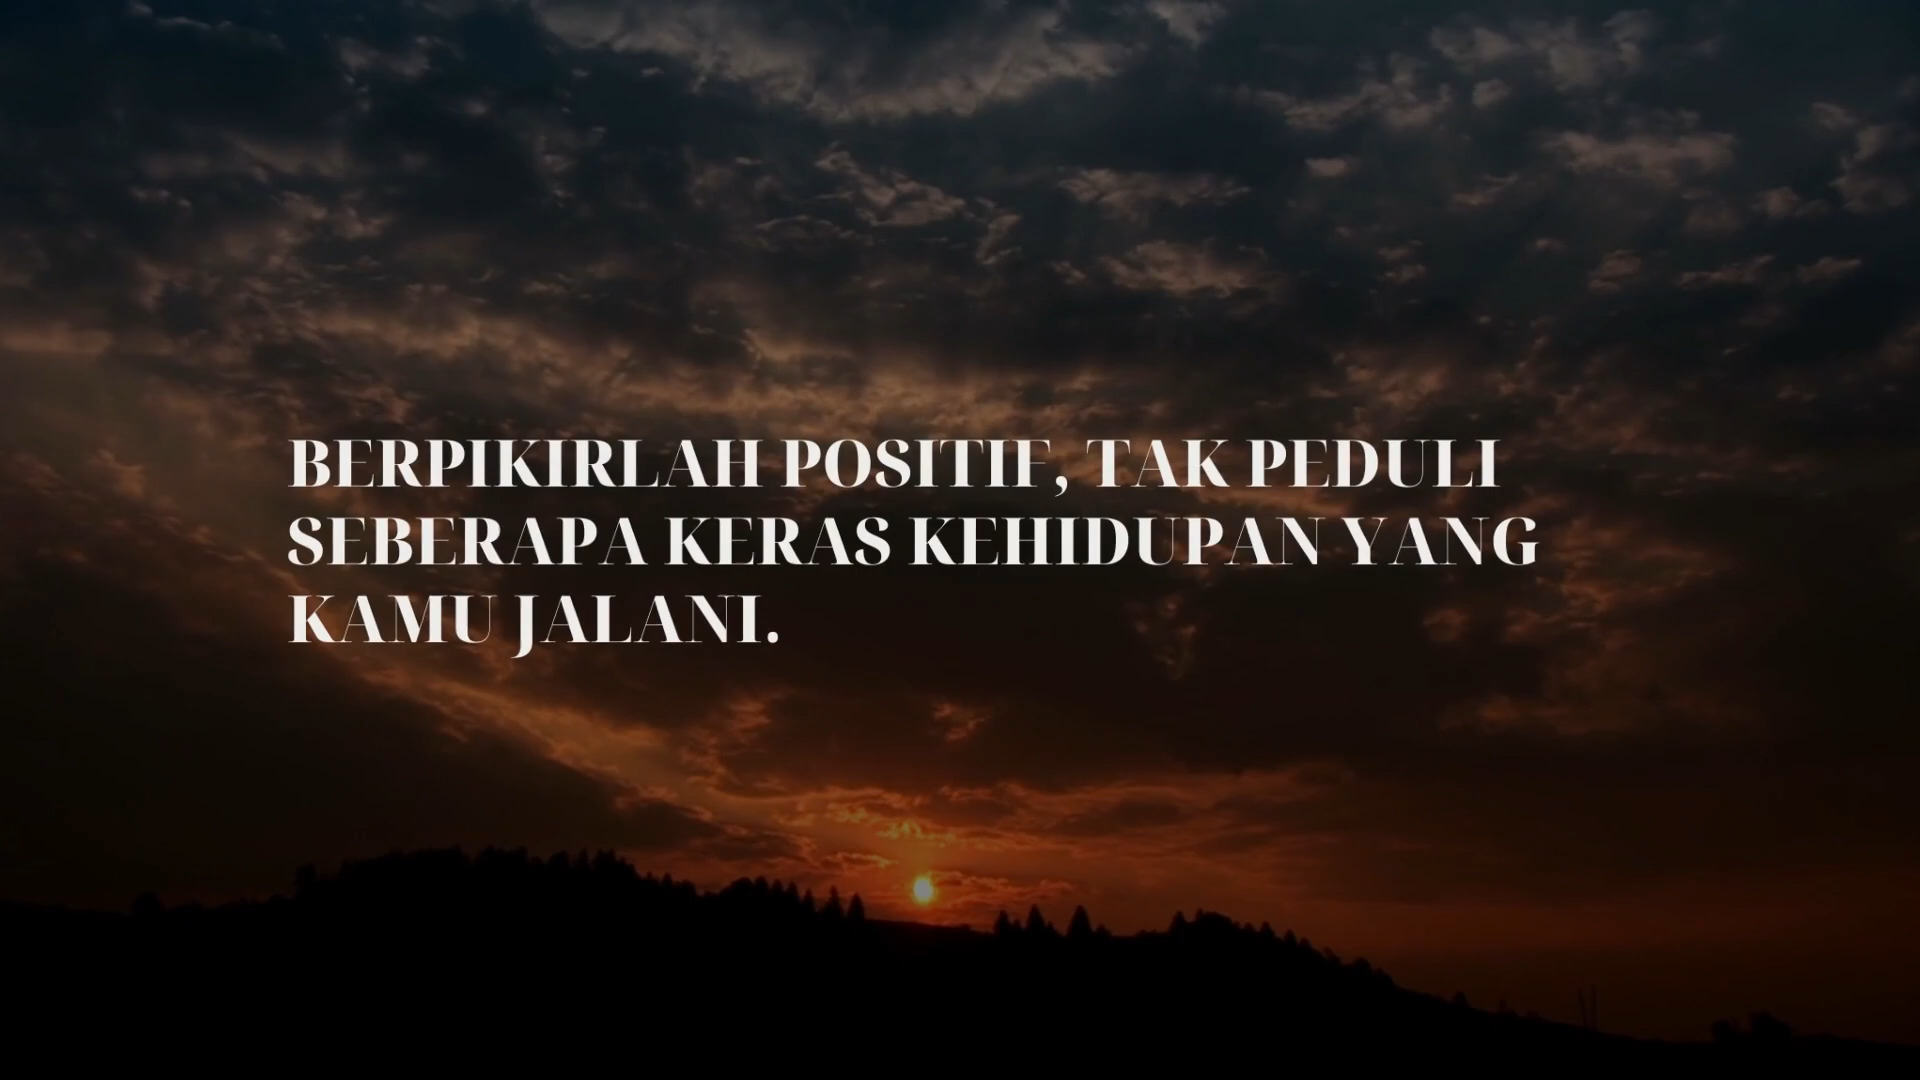 BERPIKIRLAH POSITIF, TAK PEDULI
SEBERAPA KERAS KEHIDUPAN YANG
KAMU JALANI.